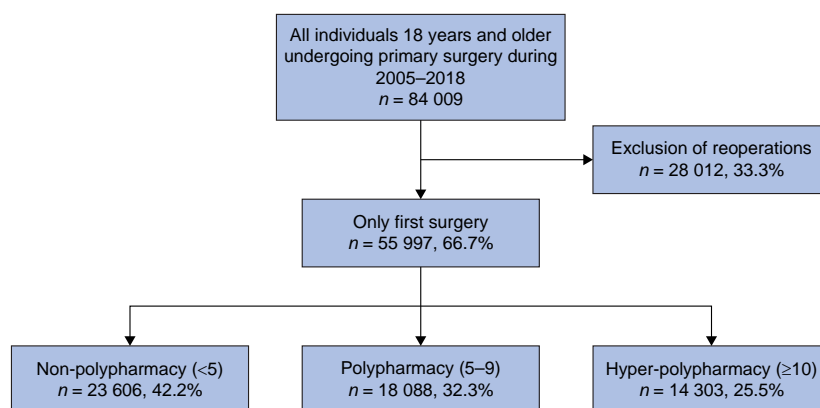 All individuals 18 years and older
undergoing primary surgery during
2005–2018
n = 84 009
Exclusion of reoperations
n = 28 012, 33.3%
Only first surgery
n = 55 997, 66.7%
Non-polypharmacy (<5)
n = 23 606, 42.2%
Polypharmacy (5–9)
n = 18 088, 32.3%
Hyper-polypharmacy (≥10)
n = 14 303, 25.5%